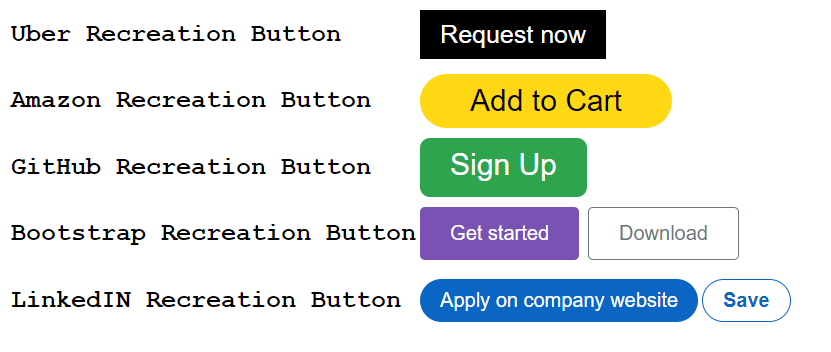 Uber Recreation Button Request now
Amazon Recreation Button Add to Cart
GitHub Recreation Button Sign Up
Bootstrap Recreation Button Get started Download
LinkedIN Recreation Button Apply on company website Save